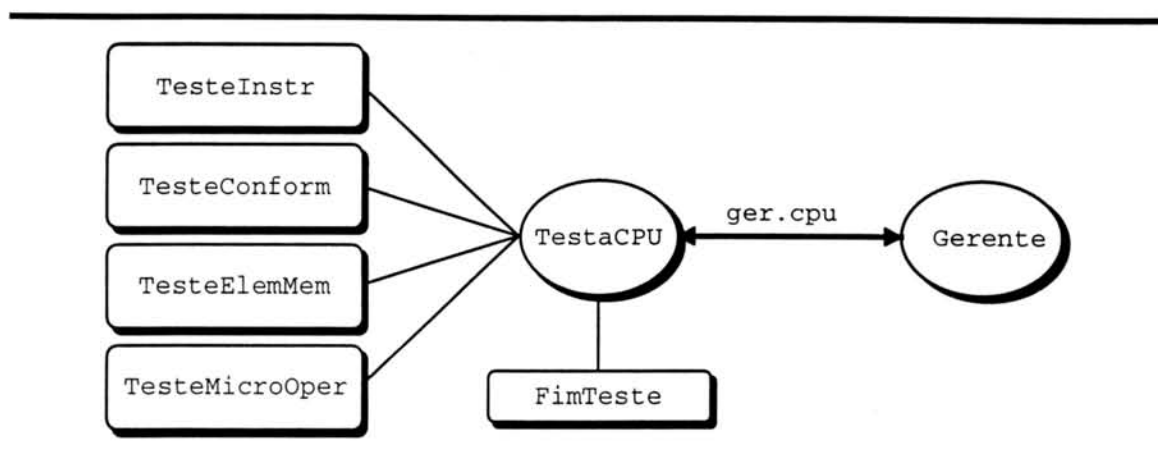 TesteInstr
TesteConform
TesteElemMem
TesteMicroOper
TestaCPU
ger.cpu
Gerente
FimTeste